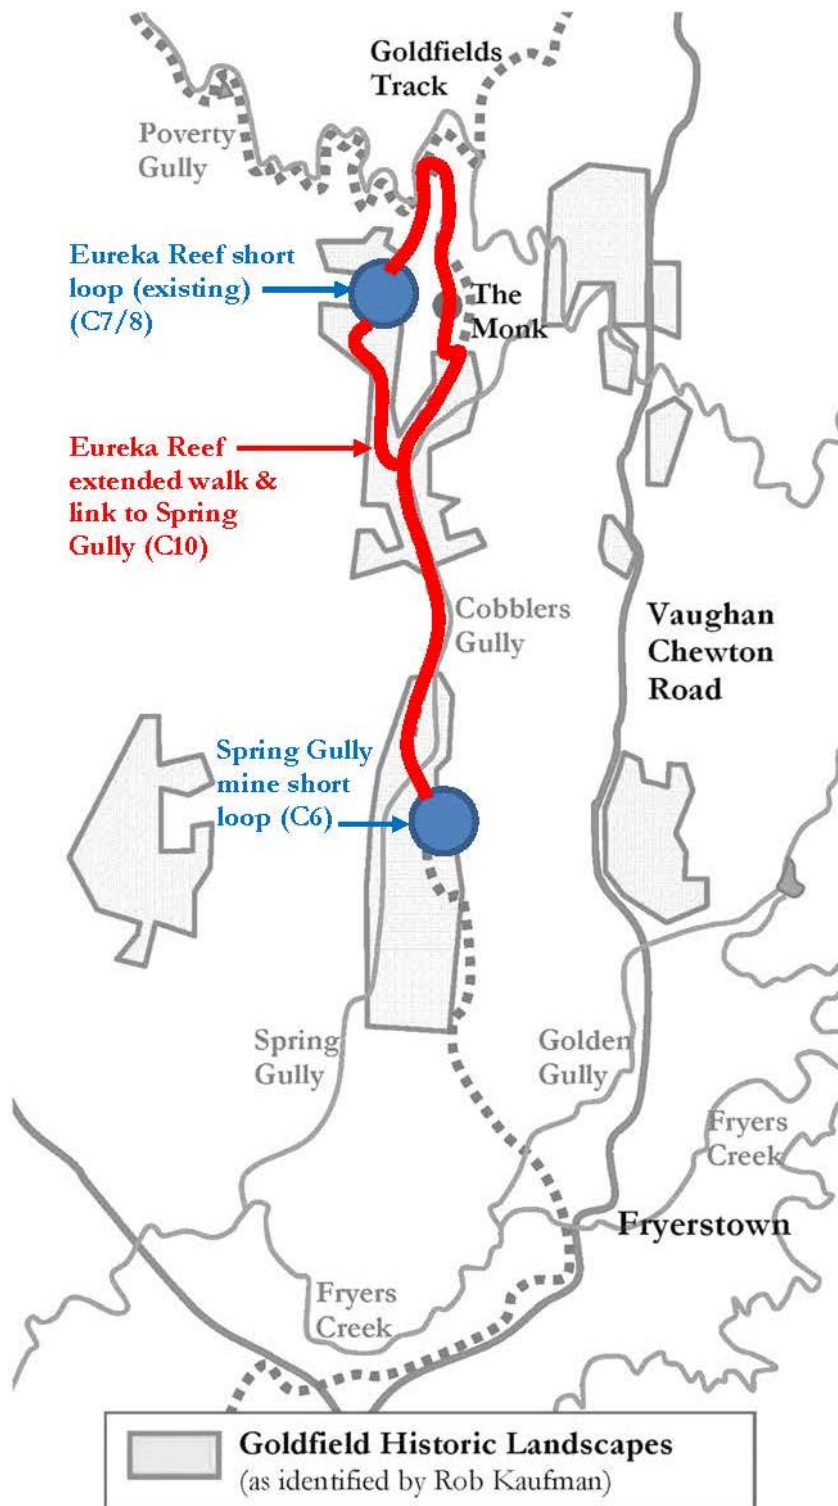 Goldfields
Track
Poverty
Gully
Eureka Reef short
loop (existing)
(C7/8)
The
Monk
Eureka Reef
extended walk &
link to Spring
Gully (C10)
Cobblers
Gully
Vaughan
Chewton
Road
Spring Gully
mine short
loop (C6)
Spring
Gully
Golden
Gully
Fryers
Creek
Fryerstown
Fryers
Creek
Goldfield Historic Landscapes
(as identified by Rob Kaufman)